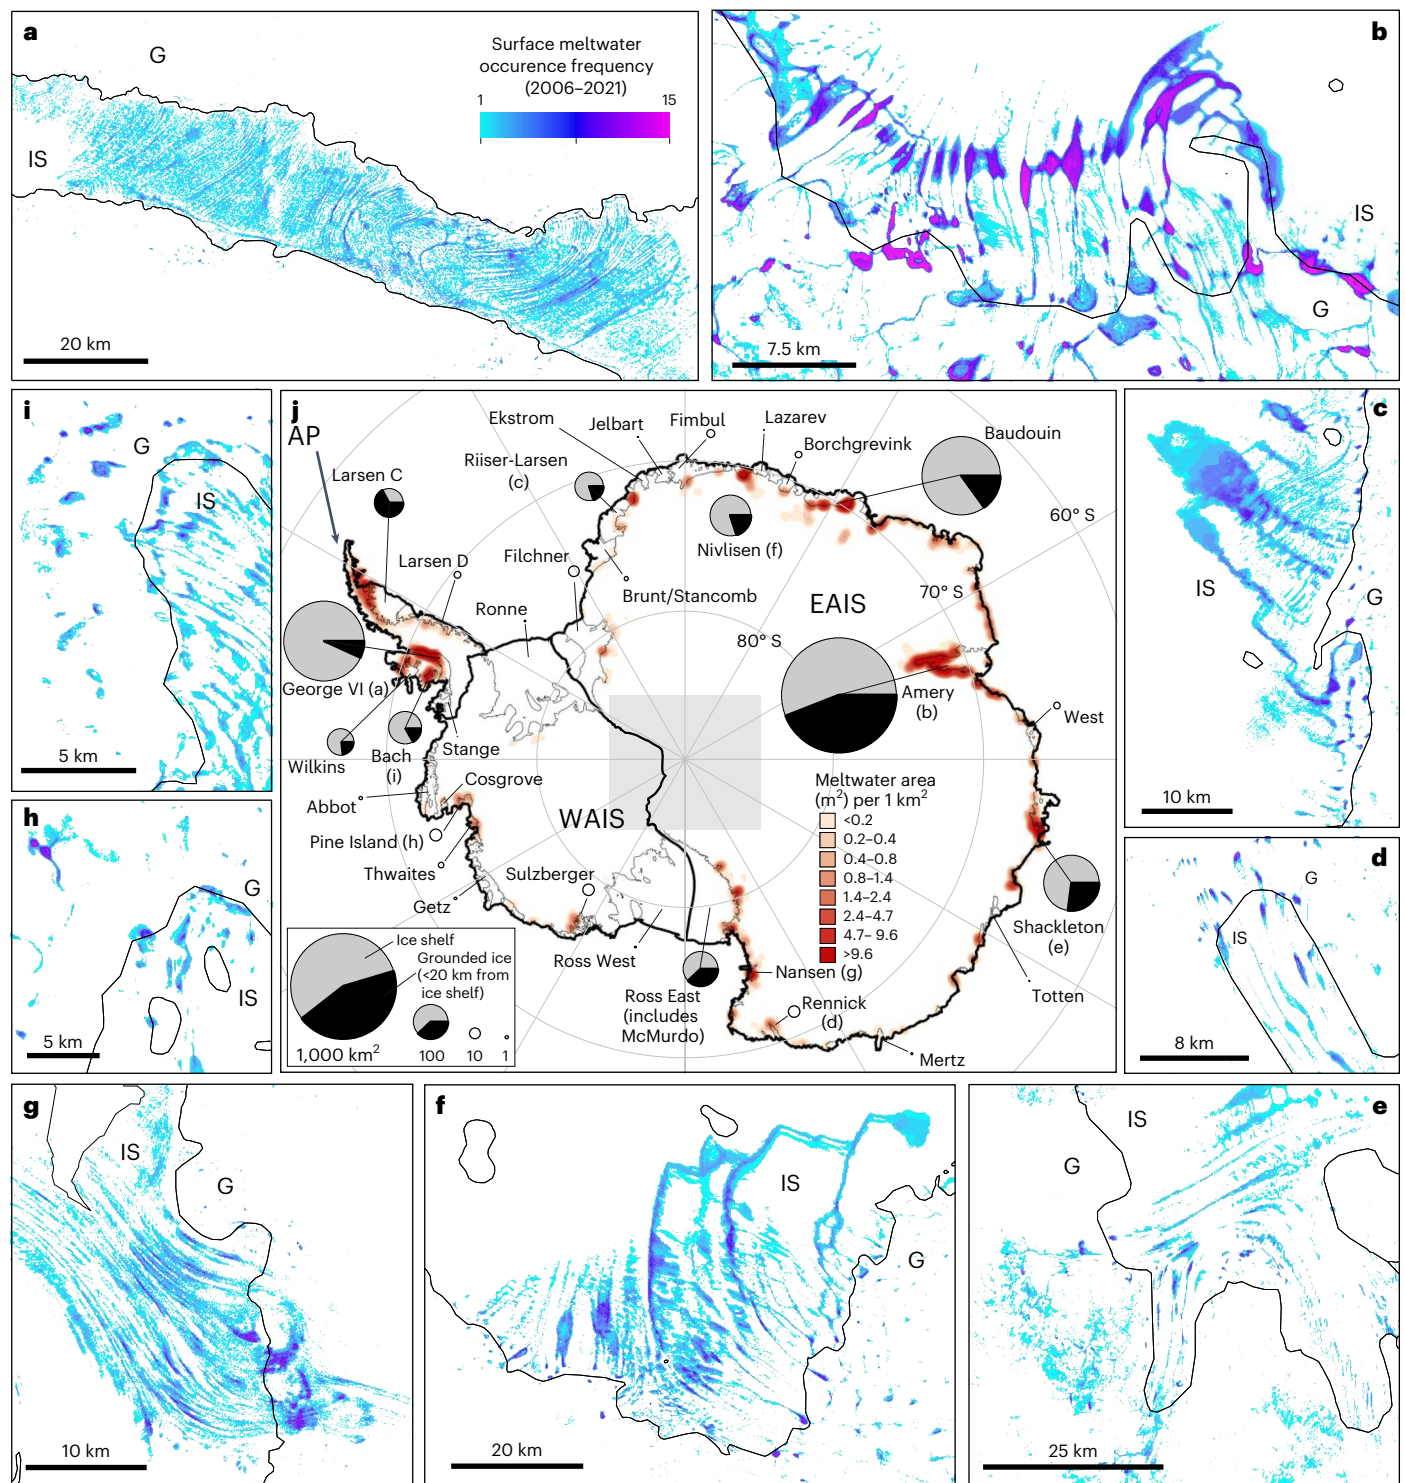 a
G
IS
Surface meltwater
occurence frequency
(2006–2021)
1
15
20 km
b
IS
G
7.5 km
i
G
IS
5 km
j
AP
Larsen C
Larsen D
George VI (a)
Wilkins
Bach
(i)
Stange
Abbot
Cosgrove
Pine Island (h)
Thwaites
Getz
Sulzberger
Ross West
Ross East
(includes
McMurdo)
Nansen (g)
Rennick
(d)
Mertz
Totten
Shackleton
(e)
West
Amery
(b)
Baudouin
Borchgrevink
Lazarev
Fimbul
Jelbart
Ekstrom
Riiser-Larsen
(c)
Nivlisen (f)
Filchner
Brunt/Stancomb
Ronne
EAIS
WAIS
60° S
70° S
80° S
Meltwater area
(m²) per 1 km²
<0.2
0.2–0.4
0.4–0.8
0.8–1.4
1.4–2.4
2.4–4.7
4.7– 9.6
>9.6
Ice shelf
Grounded ice
(<20 km from
ice shelf)
1,000 km²
100
10
1
c
IS
G
10 km
h
G
IS
5 km
d
G
IS
8 km
g
IS
G
10 km
f
IS
G
20 km
e
IS
G
25 km